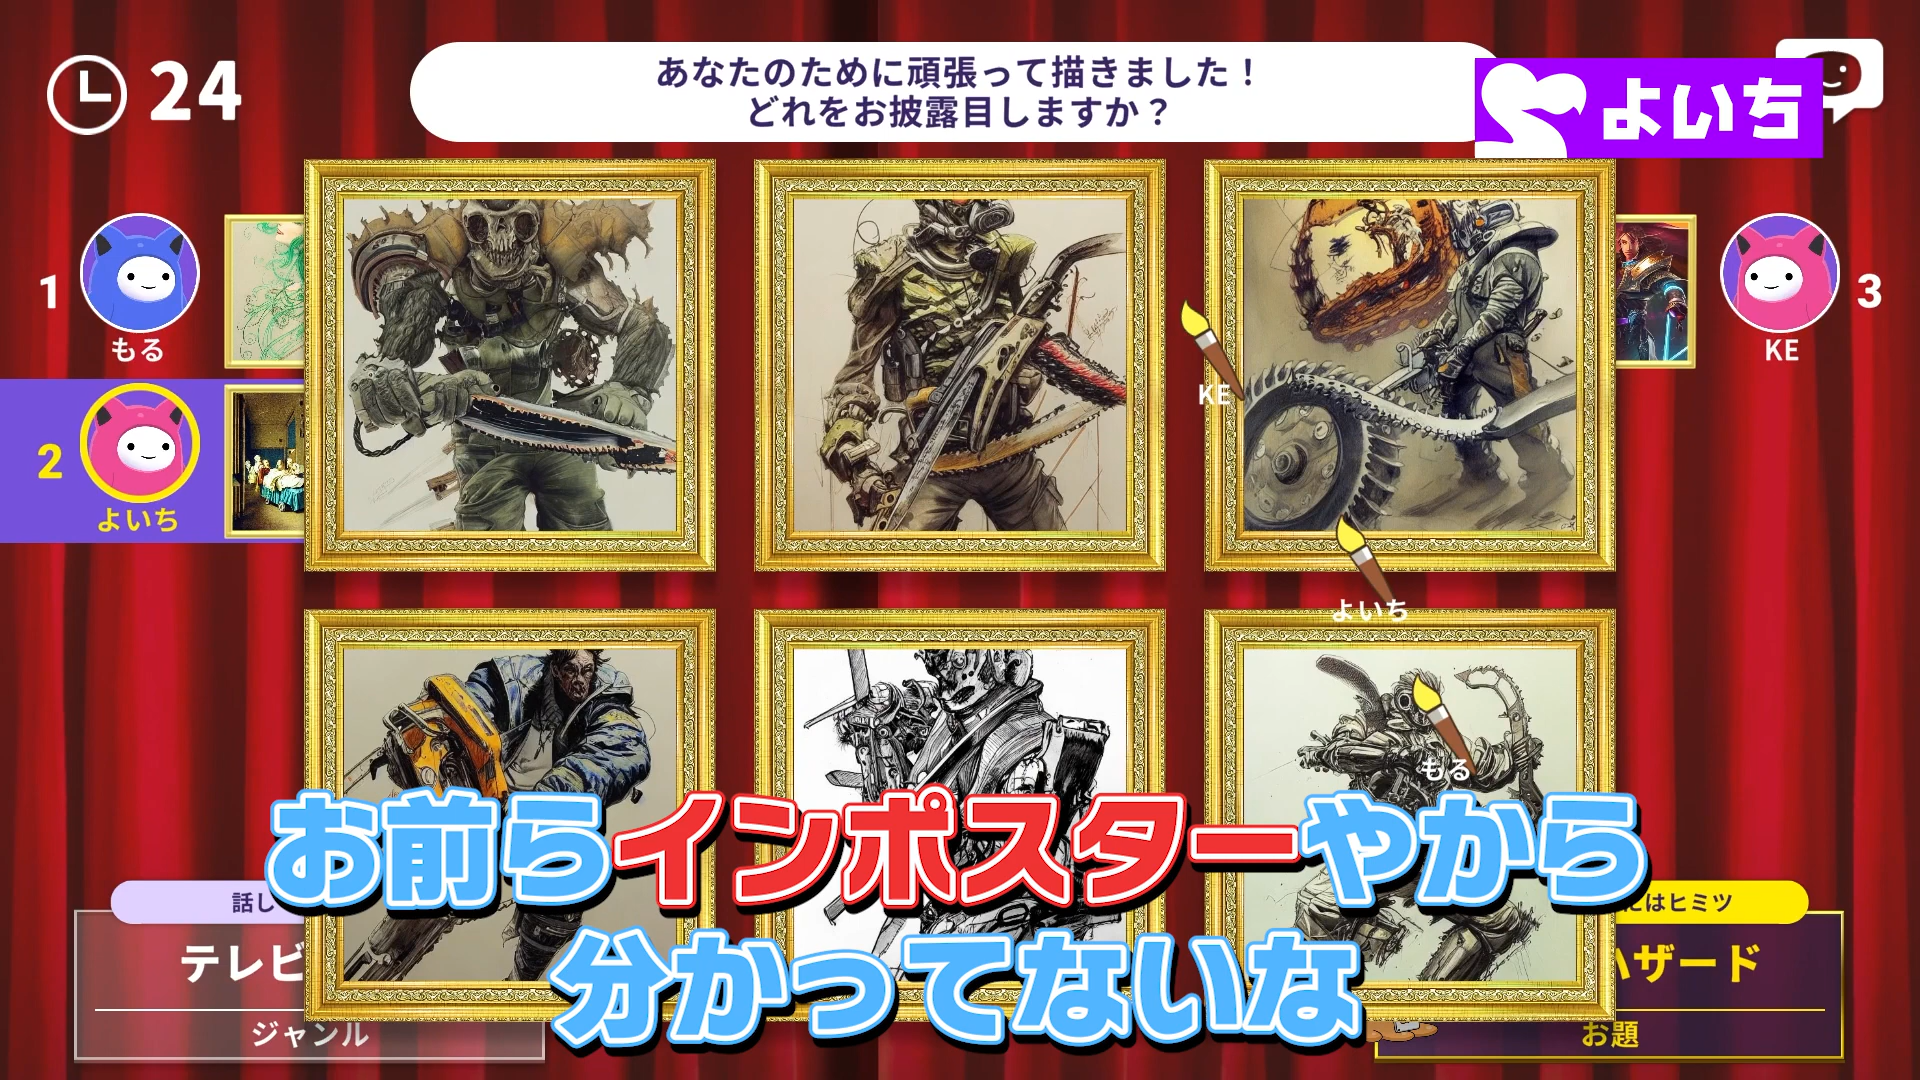 24
あなたのために頑張って描きました！
どれをお披露目しますか？
よいち
1
もる
2
よいち
KE
3
KE
よいち
もる
お前らインポスターやから
分かってないな
話し
テレビ
ジャンル
にはヒミツ
ハザード
お題